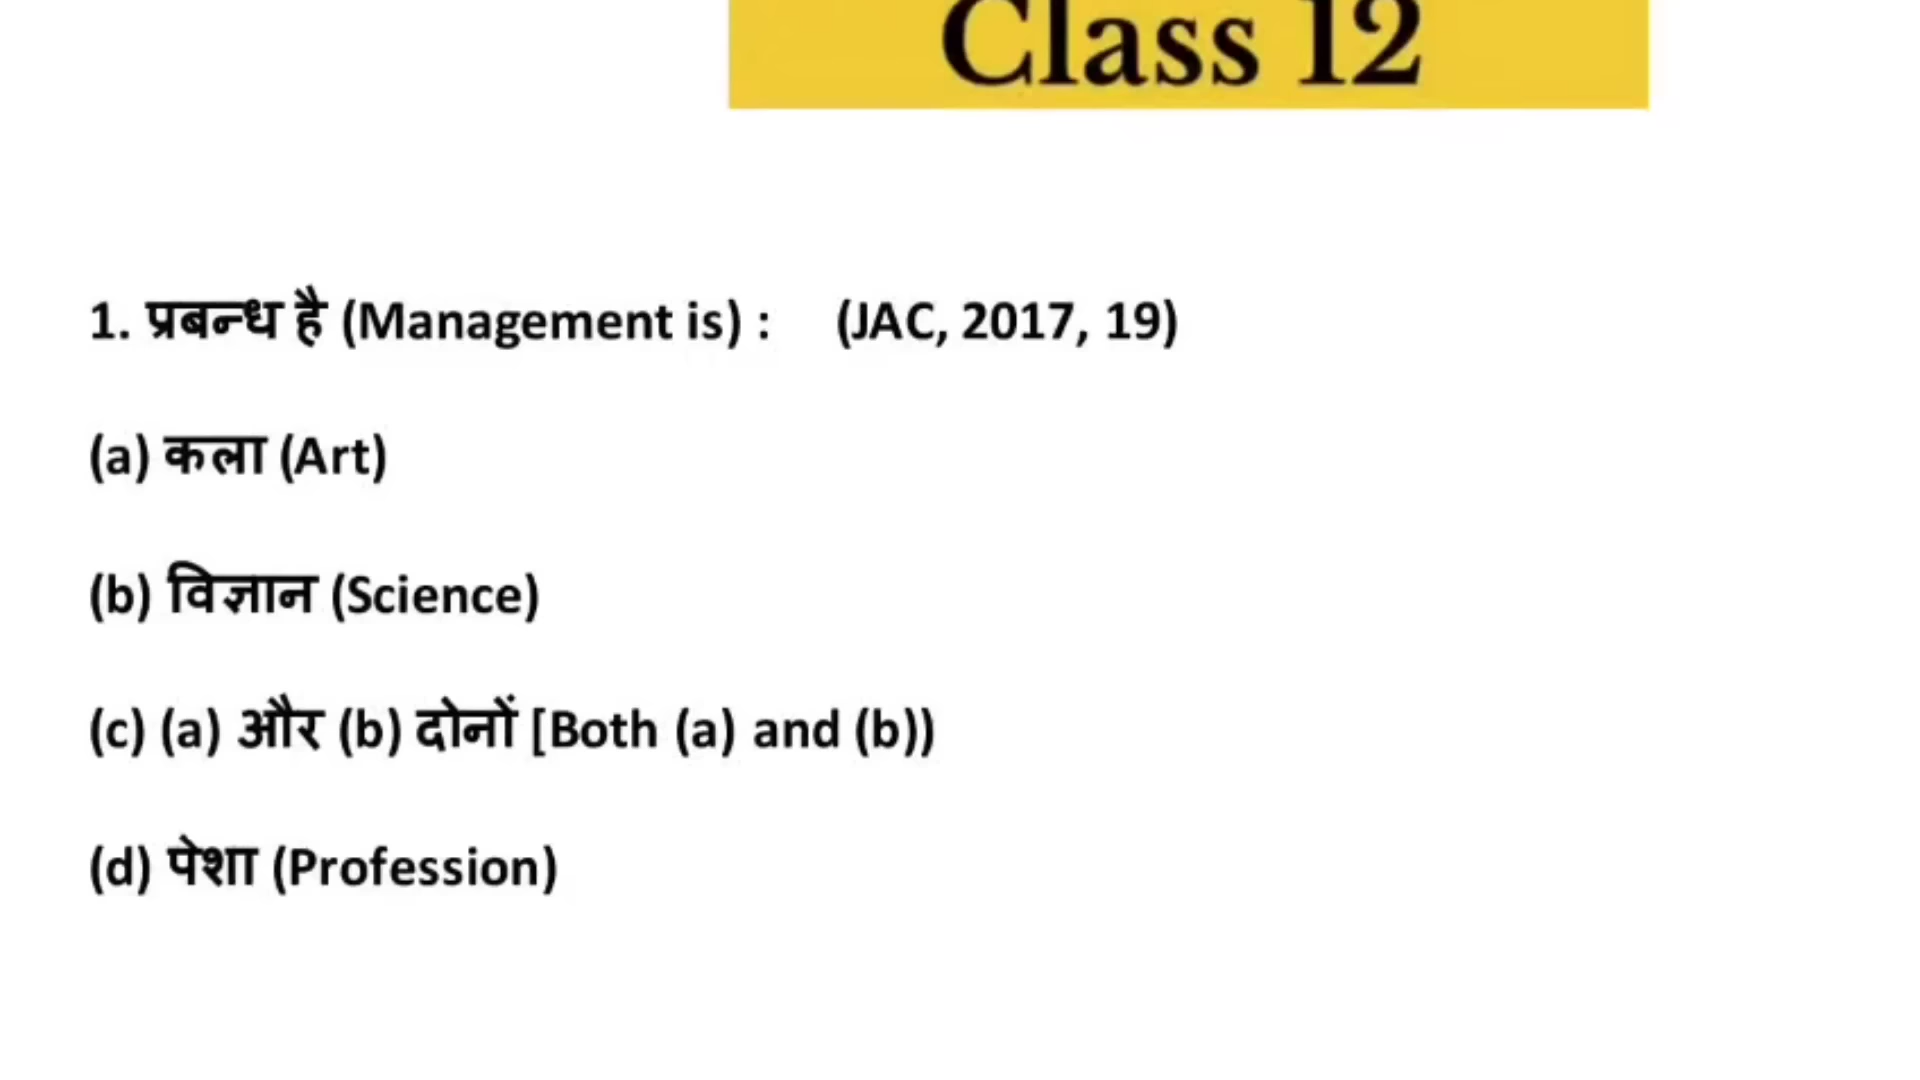 Class 12
1. प्रबन्ध है (Management is) : (JAC, 2017, 19)
(a) कला (Art)
(b) विज्ञान (Science)
(c) (a) और (b) दोनों [Both (a) and (b))
(d) पेशा (Profession)